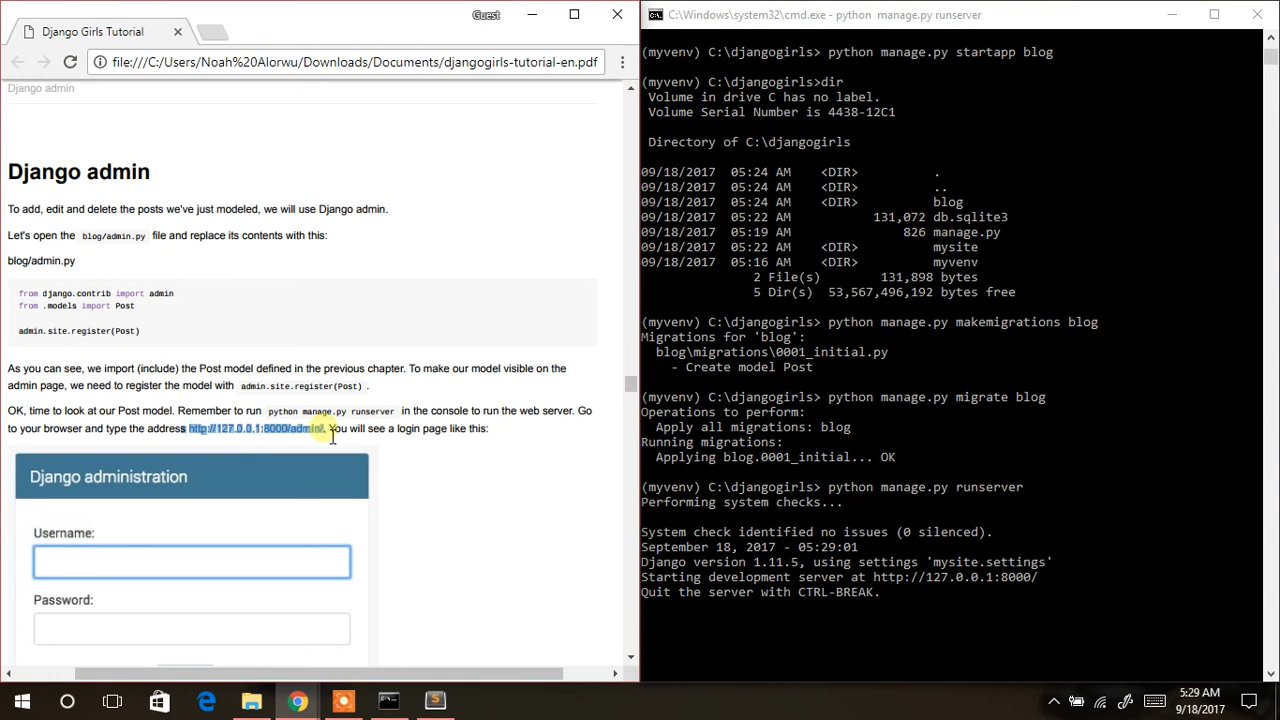 Guest
Django Girls Tutorial
file:///C:/Users/Noah%20Alorwu/Downloads/Documents/djangogirls-tutorial-en.pdf
Django admin
Django admin
To add, edit and delete the posts we've just modeled, we will use Django admin.
Let's open the blog/admin.py file and replace its contents with this:
blog/admin.py
from django.contrib import admin
from .models import Post
admin.site.register(Post)
As you can see, we import (include) the Post model defined in the previous chapter. To make our model visible on the
admin page, we need to register the model with admin.site.register(Post) .
OK, time to look at our Post model. Remember to run python manage.py runserver in the console to run the web server. Go
to your browser and type the address http://127.0.0.1:8000/admin/. You will see a login page like this:
Django administration
Username:
Password:
C:\Windows\system32\cmd.exe - python  manage.py runserver
(myvenv) C:\djangogirls> python manage.py startapp blog
(myvenv) C:\djangogirls>dir
Volume in drive C has no label.
Volume Serial Number is 4438-12C1
Directory of C:\djangogirls
09/18/2017  05:24 AM    <DIR>          .
09/18/2017  05:24 AM    <DIR>          ..
09/18/2017  05:24 AM    <DIR>          blog
09/18/2017  05:22 AM           131,072 db.sqlite3
09/18/2017  05:19 AM               826 manage.py
09/18/2017  05:22 AM    <DIR>          mysite
09/18/2017  05:16 AM    <DIR>          myvenv
2 File(s)        131,898 bytes
5 Dir(s)  53,567,496,192 bytes free
(myvenv) C:\djangogirls> python manage.py makemigrations blog
Migrations for 'blog':
blog\migrations\0001_initial.py
- Create model Post
(myvenv) C:\djangogirls> python manage.py migrate blog
Operations to perform:
Apply all migrations: blog
Running migrations:
Applying blog.0001_initial... OK
(myvenv) C:\djangogirls> python manage.py runserver
Performing system checks...
System check identified no issues (0 silenced).
September 18, 2017 - 05:29:01
Django version 1.11.5, using settings 'mysite.settings'
Starting development server at http://127.0.0.1:8000/
Quit the server with CTRL-BREAK.
5:29 AM
9/18/2017